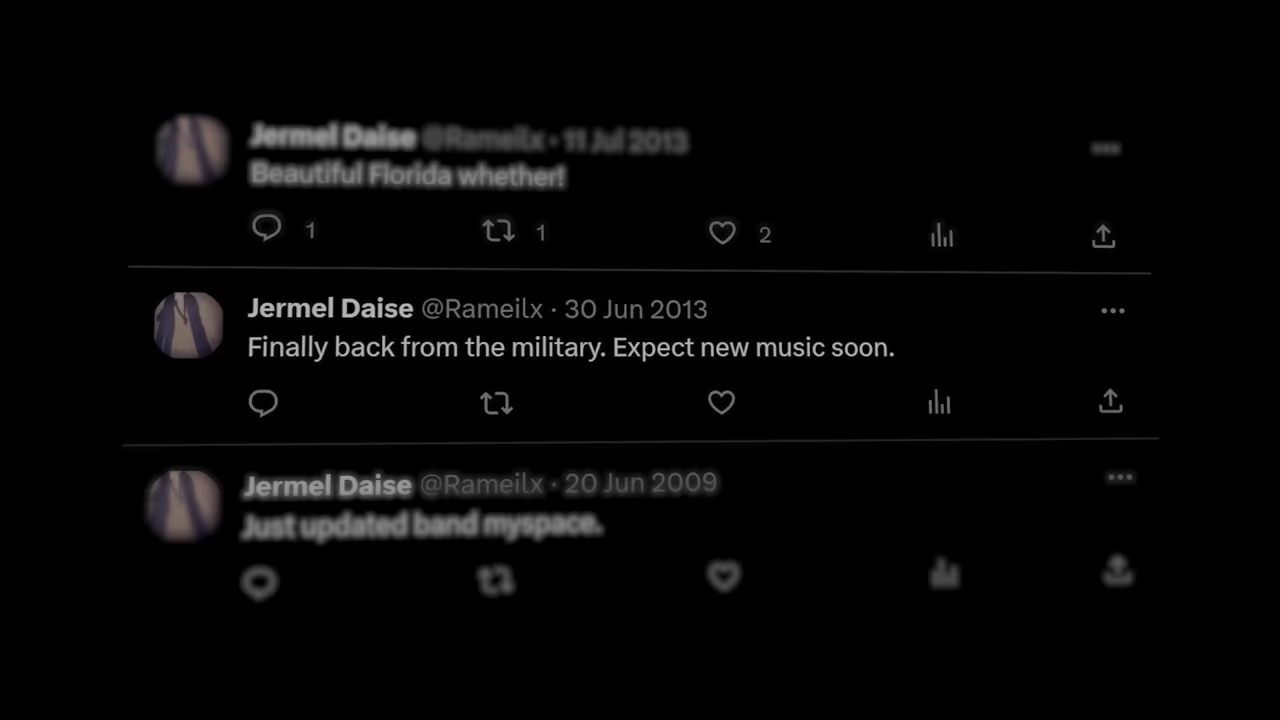 Jermel Daise @Rameilx · 11 Jul 2013
Beautiful Florida whether!
1 1 2
Jermel Daise @Rameilx · 30 Jun 2013
Finally back from the military. Expect new music soon.
Jermel Daise @Rameilx · 20 Jun 2009
Just updated band myspace.